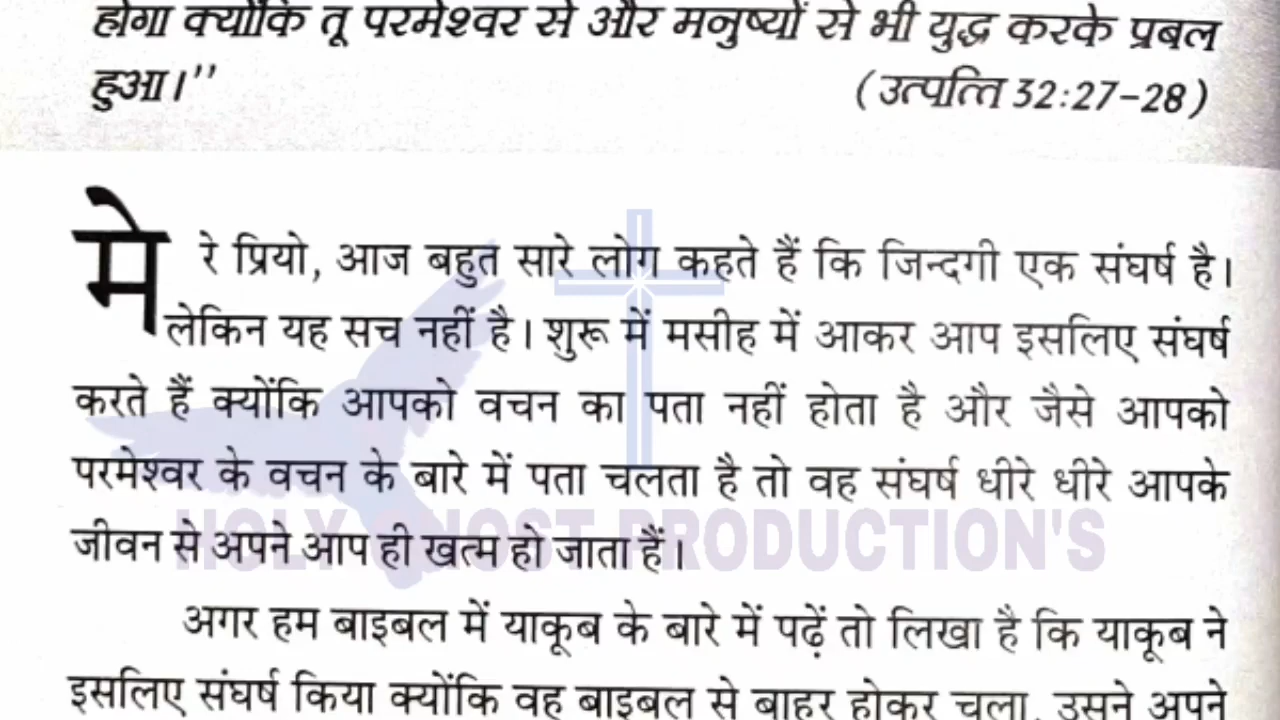 होगा क्योंकि तू परमेश्वर से और मनुष्यों से भी युद्ध करके प्रबल
हुआ।’’ (उत्पत्ति 32:27-28)
मेरे प्रियो, आज बहुत सारे लोग कहते हैं कि जिन्दगी एक संघर्ष है।
लेकिन यह सच नहीं है। शुरू में मसीह में आकर आप इसलिए संघर्ष
करते हैं क्योंकि आपको वचन का पता नहीं होता है और जैसे आपको
परमेश्वर के वचन के बारे में पता चलता है तो वह संघर्ष धीरे धीरे आपके
जीवन से अपने आप ही खत्म हो जाता हैं।
HOLY GHOST PRODUCTION'S
अगर हम बाइबल में याकूब के बारे में पढ़ें तो लिखा है कि याकूब ने
इसलिए संघर्ष किया क्योंकि वह बाइबल से बाहर होकर चला, उसने अपने